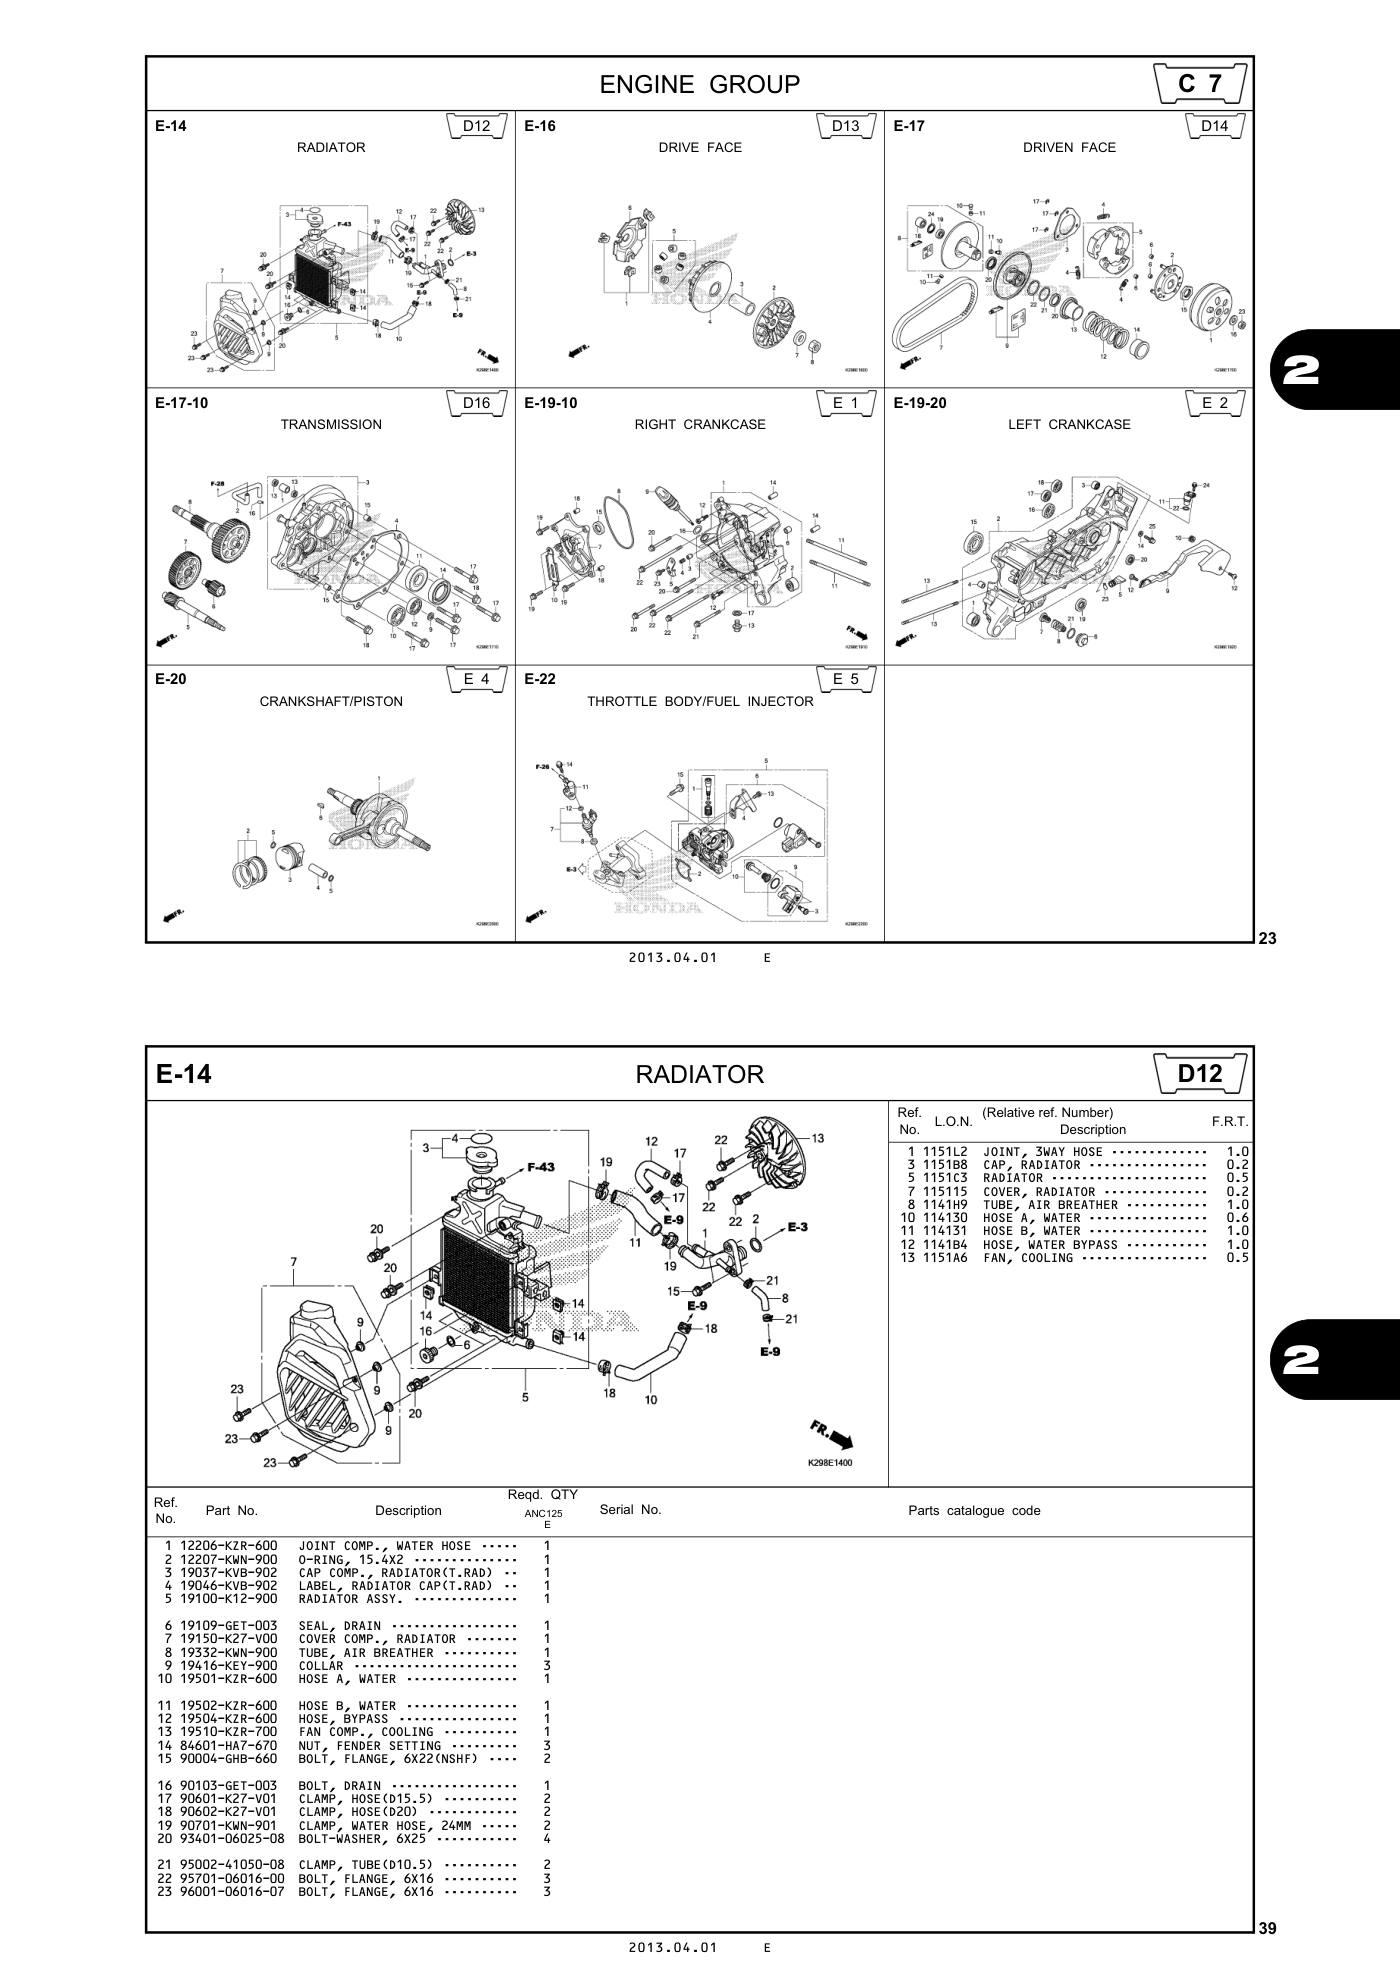 ENGINE GROUP
C 7
E-14
D12
RADIATOR
K298E1400
E-16
D13
DRIVE FACE
K298E1600
E-17
D14
DRIVEN FACE
K298E1700
E-17-10
D16
TRANSMISSION
K298E1710
E-19-10
E 1
RIGHT CRANKCASE
K298E1910
E-19-20
E 2
LEFT CRANKCASE
K298E1920
E-20
E 4
CRANKSHAFT/PISTON
K298E2000
E-22
E 5
THROTTLE BODY/FUEL INJECTOR
K298E2200
HONDA
2
23
2013.04.01 E
E-14
RADIATOR
D12
F-43
E-9
E-3
E-9
E-9
FR.
K298E1400
HONDA
Ref. No. L.O.N. (Relative ref. Number) Description F.R.T.
1 1151L2 JOINT, 3WAY HOSE 1.0
3 1151B8 CAP, RADIATOR 0.2
5 1151C3 RADIATOR 0.5
7 115115 COVER, RADIATOR 0.2
8 1141H9 TUBE, AIR BREATHER 1.0
10 114130 HOSE A, WATER 0.6
11 114131 HOSE B, WATER 1.0
12 1141B4 HOSE, WATER BYPASS 1.0
13 1151A6 FAN, COOLING 0.5
2
Ref. No. Part No. Description Reqd. QTY ANC125 E Serial No. Parts catalogue code
1 12206-KZR-600 JOINT COMP., WATER HOSE 1
2 12207-KWN-900 O-RING, 15.4X2 1
3 19037-KVB-902 CAP COMP., RADIATOR(T.RAD) 1
4 19046-KVB-902 LABEL, RADIATOR CAP(T.RAD) 1
5 19100-K12-900 RADIATOR ASSY. 1
6 19109-GET-003 SEAL, DRAIN 1
7 19150-K27-V00 COVER COMP., RADIATOR 1
8 19332-KWN-900 TUBE, AIR BREATHER 1
9 19416-KEY-900 COLLAR 3
10 19501-KZR-600 HOSE A, WATER 1
11 19502-KZR-600 HOSE B, WATER 1
12 19504-KZR-600 HOSE, BYPASS 1
13 19510-KZR-700 FAN COMP., COOLING 1
14 84601-HA7-670 NUT, FENDER SETTING 3
15 90004-GHB-660 BOLT, FLANGE, 6X22(NSHF) 2
16 90103-GET-003 BOLT, DRAIN 1
17 90601-K27-V01 CLAMP, HOSE(D15.5) 2
18 90602-K27-V01 CLAMP, HOSE(D20) 2
19 90701-KWN-901 CLAMP, WATER HOSE, 24MM 2
20 93401-06025-08 BOLT-WASHER, 6X25 4
21 95002-41050-08 CLAMP, TUBE(D10.5) 2
22 95701-06016-00 BOLT, FLANGE, 6X16 3
23 96001-06016-07 BOLT, FLANGE, 6X16 3
39
2013.04.01 E